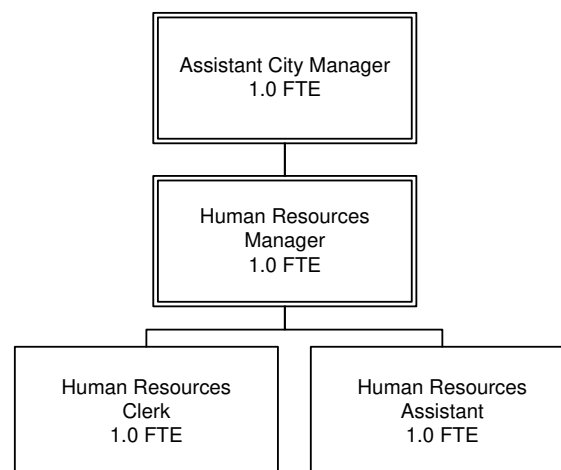 Assistant City Manager
1.0 FTE
Human Resources
Manager
1.0 FTE
Human Resources
Clerk
1.0 FTE
Human Resources
Assistant
1.0 FTE